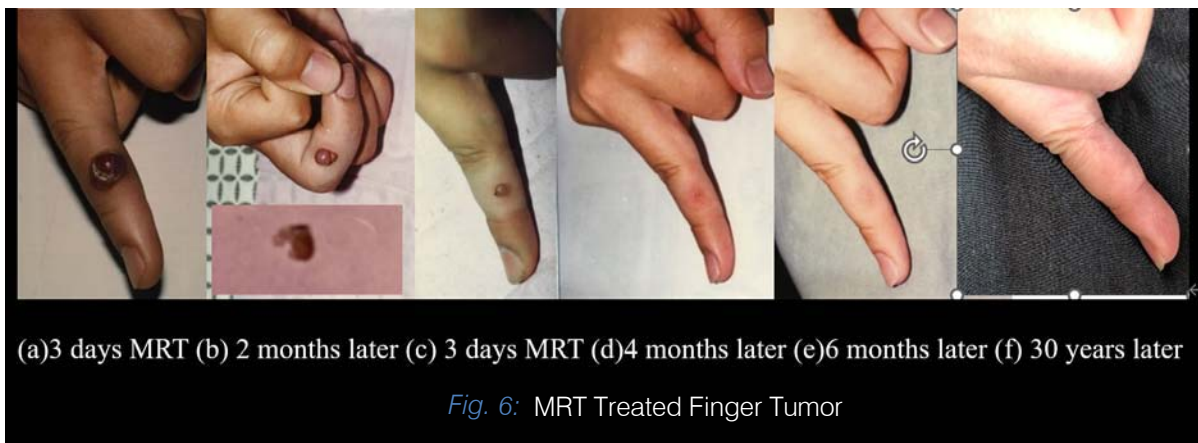 (a)3 days MRT (b) 2 months later (c) 3 days MRT (d)4 months later (e)6 months later (f) 30 years later
Fig. 6: MRT Treated Finger Tumor